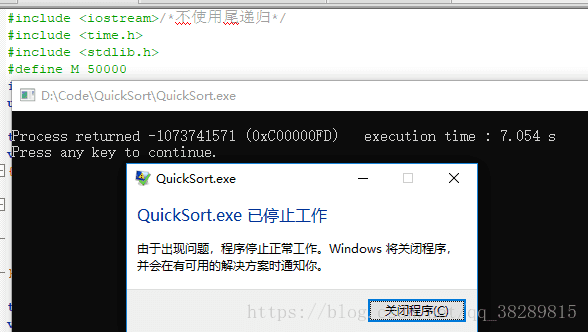 #include <iostream>/*不使用尾递归*/
#include <time.h>
#include <stdlib.h>
#define M 50000
D:\Code\QuickSort\QuickSort.exe
Process returned -1073741571 (0xC00000FD)   execution time : 7.054 s
Press any key to continue.
QuickSort.exe
QuickSort.exe 已停止工作
由于出现问题，程序停止正常工作。Windows 将关闭程序，
并会在有可用的解决方案时通知你。
关闭程序(C)